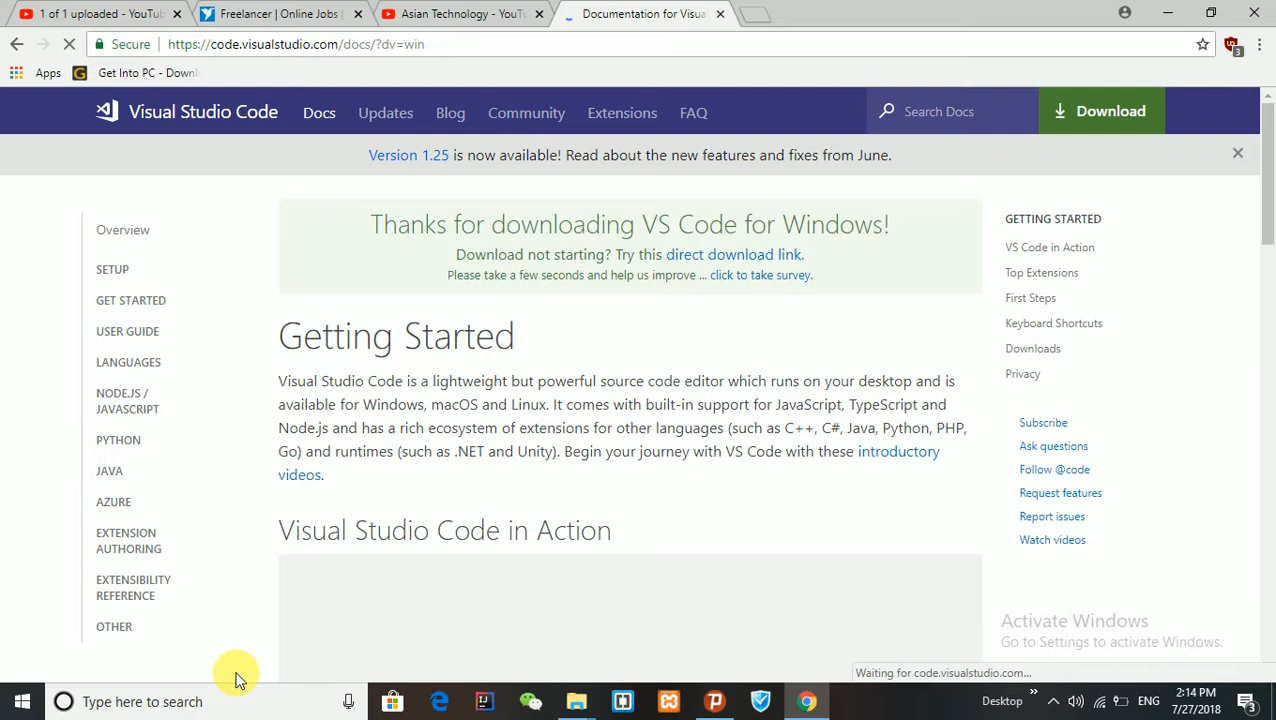 1 of 1 uploaded - YouTub
Freelancer | Online Jobs |
Asian Technology - YouT
Documentation for Visua
Secure
https://code.visualstudio.com/docs/?dv=win
3
Apps
Get Into PC - Downl
Visual Studio Code
Docs
Updates
Blog
Community
Extensions
FAQ
Search Docs
Download
Version 1.25 is now available! Read about the new features and fixes from June.
Overview
SETUP
GET STARTED
USER GUIDE
LANGUAGES
NODE.JS /
JAVASCRIPT
PYTHON
JAVA
AZURE
EXTENSION
AUTHORING
EXTENSIBILITY
REFERENCE
OTHER
Thanks for downloading VS Code for Windows!
Download not starting? Try this direct download link.
Please take a few seconds and help us improve ... click to take survey.
Getting Started
Visual Studio Code is a lightweight but powerful source code editor which runs on your desktop and is
available for Windows, macOS and Linux. It comes with built-in support for JavaScript, TypeScript and
Node.js and has a rich ecosystem of extensions for other languages (such as C++, C#, Java, Python, PHP,
Go) and runtimes (such as .NET and Unity). Begin your journey with VS Code with these introductory
videos.
Visual Studio Code in Action
GETTING STARTED
VS Code in Action
Top Extensions
First Steps
Keyboard Shortcuts
Downloads
Privacy
Subscribe
Ask questions
Follow @code
Request features
Report issues
Watch videos
Activate Windows
Go to Settings to activate Windows.
Waiting for code.visualstudio.com...
Type here to search
Desktop
ENG
2:14 PM
7/27/2018
3